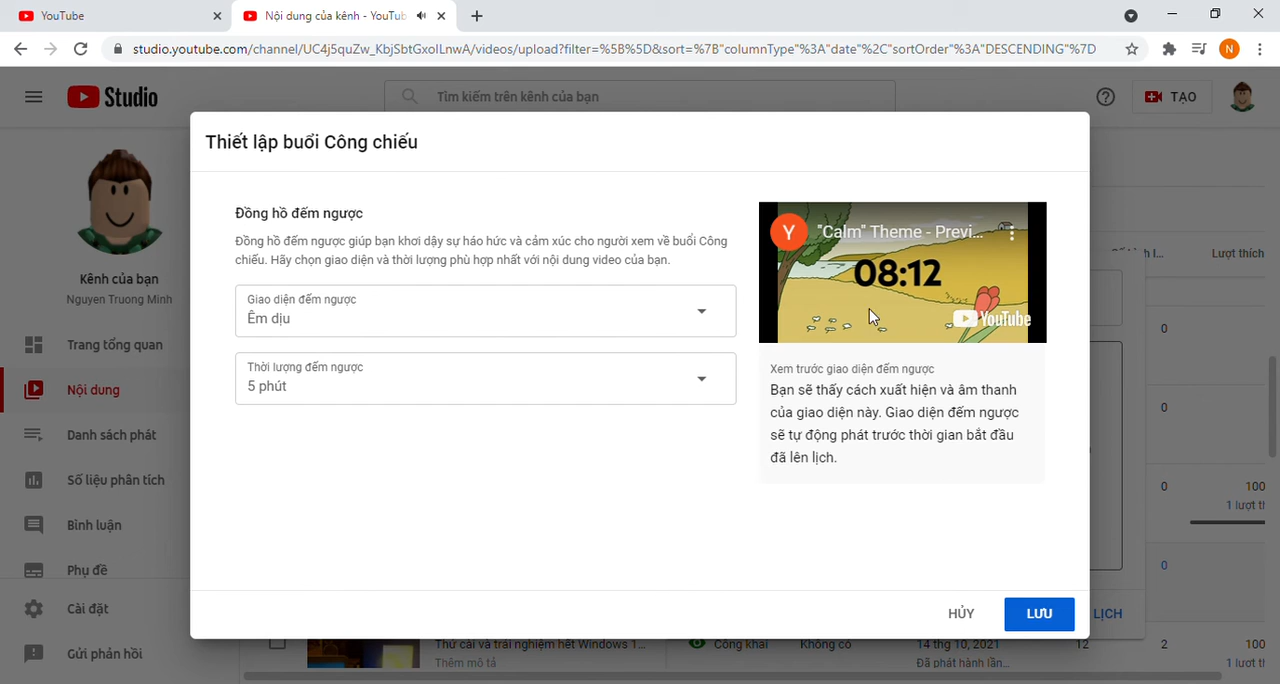 YouTube
Nội dung của kênh - YouTub
studio.youtube.com/channel/UC4j5quZw_KbjSbtGxoILnwA/videos/upload?filter=%5B%5D&sort=%7B"columnType"%3A"date"%2C"sortOrder"%3A"DESCENDING"%7D
N
Studio
Tìm kiếm trên kênh của bạn
TẠO
Thiết lập buổi Công chiếu
Đồng hồ đếm ngược
Đồng hồ đếm ngược giúp bạn khơi dậy sự háo hức và cảm xúc cho người xem về buổi Công
chiếu. Hãy chọn giao diện và thời lượng phù hợp nhất với nội dung video của bạn.
Giao diện đếm ngược
Êm dịu
Thời lượng đếm ngược
5 phút
Y
"Calm" Theme - Previ...
08:12
YouTube
Xem trước giao diện đếm ngược
Bạn sẽ thấy cách xuất hiện và âm thanh
của giao diện này. Giao diện đếm ngược
sẽ tự động phát trước thời gian bắt đầu
đã lên lịch.
HỦY
LƯU
Kênh của bạn
Nguyen Truong Minh
Trang tổng quan
Nội dung
Danh sách phát
Số liệu phân tích
Bình luận
Phụ đề
Cài đặt
Gửi phản hồi
Lượt thích
0
0
0
100
1 lượt
0
LỊCH
Thử cài và trải nghiệm hết Windows 1...
Thêm mô tả
Công khai
Không có
14 thg 10, 2021
Đã phát hành lần...
12
2
100
1 lượt